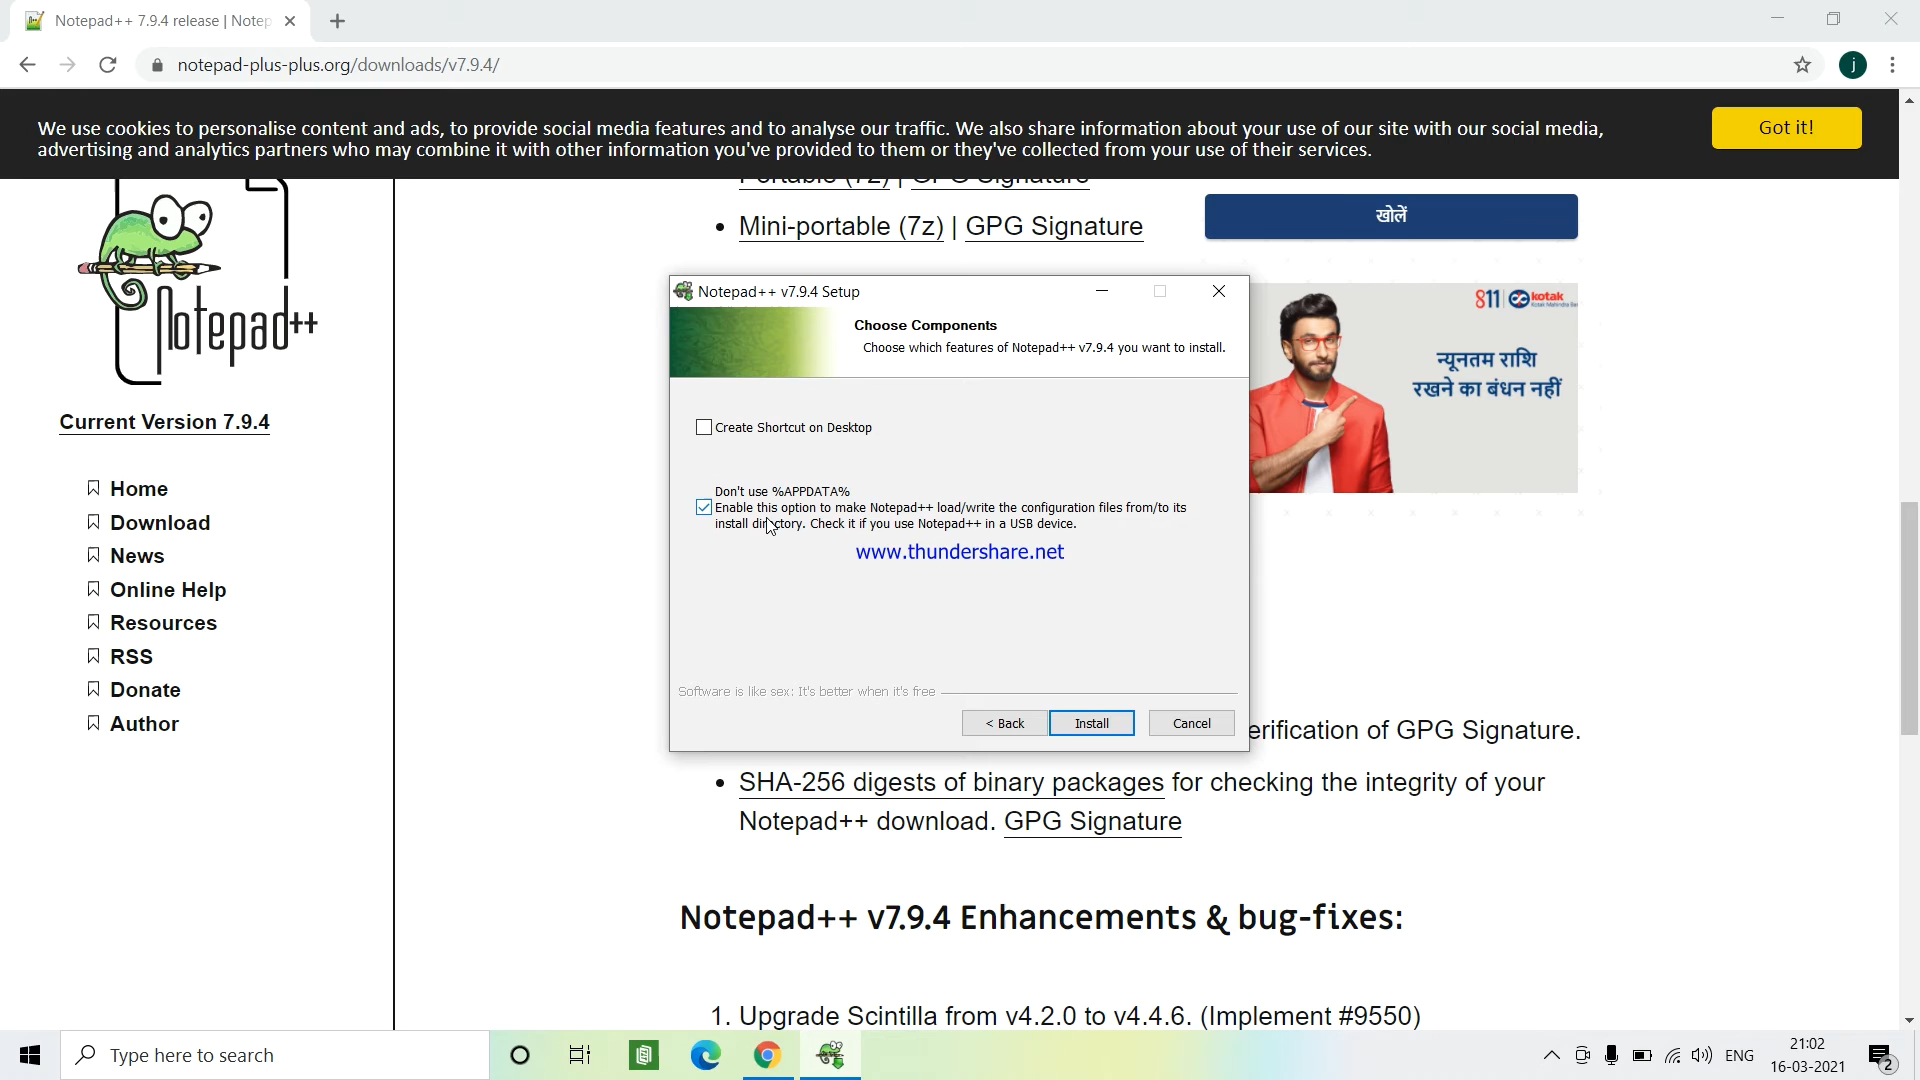 Notepad++ 7.9.4 release | Notep
notepad-plus-plus.org/downloads/v7.9.4/
j
We use cookies to personalise content and ads, to provide social media features and to analyse our traffic. We also share information about your use of our site with our social media,
advertising and analytics partners who may combine it with other information you've provided to them or they've collected from your use of their services.
Got it!
Portable (7z) | GPG Signature
Mini-portable (7z) | GPG Signature
खोलें
Notepad++
811 kotak
Kotak Mahindra Ba
न्यूनतम राशि
रखने का बंधन नहीं
Notepad++ v7.9.4 Setup
Choose Components
Choose which features of Notepad++ v7.9.4 you want to install.
Create Shortcut on Desktop
Don't use %APPDATA%
Enable this option to make Notepad++ load/write the configuration files from/to its
install directory. Check it if you use Notepad++ in a USB device.
www.thundershare.net
Software is like sex: It's better when it's free
< Back
Install
Cancel
Current Version 7.9.4
Home
Download
News
Online Help
Resources
RSS
Donate
Author
erification of GPG Signature.
SHA-256 digests of binary packages for checking the integrity of your
Notepad++ download. GPG Signature
Notepad++ v7.9.4 Enhancements & bug-fixes:
1. Upgrade Scintilla from v4.2.0 to v4.4.6. (Implement #9550)
Type here to search
ENG
21:02
16-03-2021
2